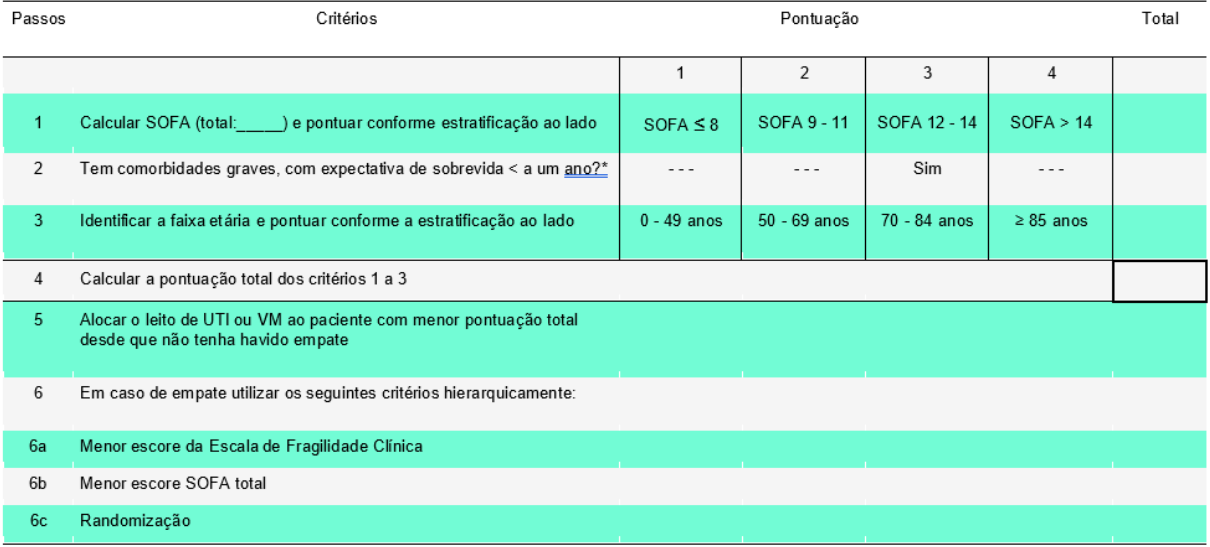 Passos Critérios Pontuação Total
1 2 3 4
1 Calcular SOFA (total:_____) e pontuar conforme estratificação ao lado SOFA ≤ 8 SOFA 9 - 11 SOFA 12 - 14 SOFA > 14
2 Tem comorbidades graves, com expectativa de sobrevida < a um ano?* - - - - - - Sim - - -
3 Identificar a faixa etária e pontuar conforme a estratificação ao lado 0 - 49 anos 50 - 69 anos 70 - 84 anos ≥ 85 anos
4 Calcular a pontuação total dos critérios 1 a 3
5 Alocar o leito de UTI ou VM ao paciente com menor pontuação total
desde que não tenha havido empate
6 Em caso de empate utilizar os seguintes critérios hierarquicamente:
6a Menor escore da Escala de Fragilidade Clínica
6b Menor escore SOFA total
6c Randomização